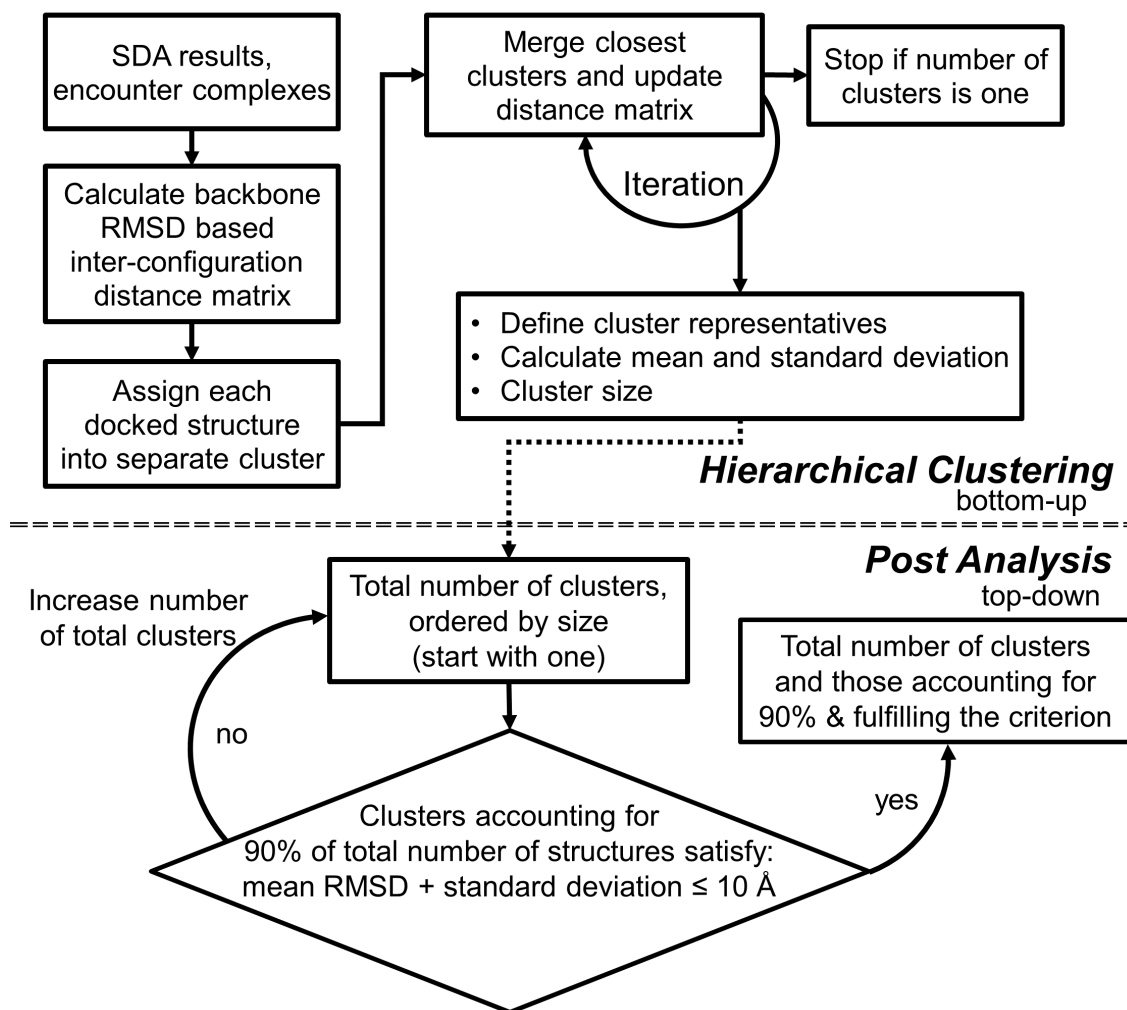 SDA results,
encounter complexes
Calculate backbone
RMSD based
inter-configuration
distance matrix
Assign each
docked structure
into separate cluster
Merge closest
clusters and update
distance matrix
Stop if number of
clusters is one
Iteration
• Define cluster representatives
• Calculate mean and standard deviation
• Cluster size
Hierarchical Clustering
bottom-up
Post Analysis
top-down
Total number of clusters,
ordered by size
(start with one)
Increase number
of total clusters
no
Clusters accounting for
90% of total number of structures satisfy:
mean RMSD + standard deviation ≤ 10 Å
yes
Total number of clusters
and those accounting for
90% & fulfilling the criterion